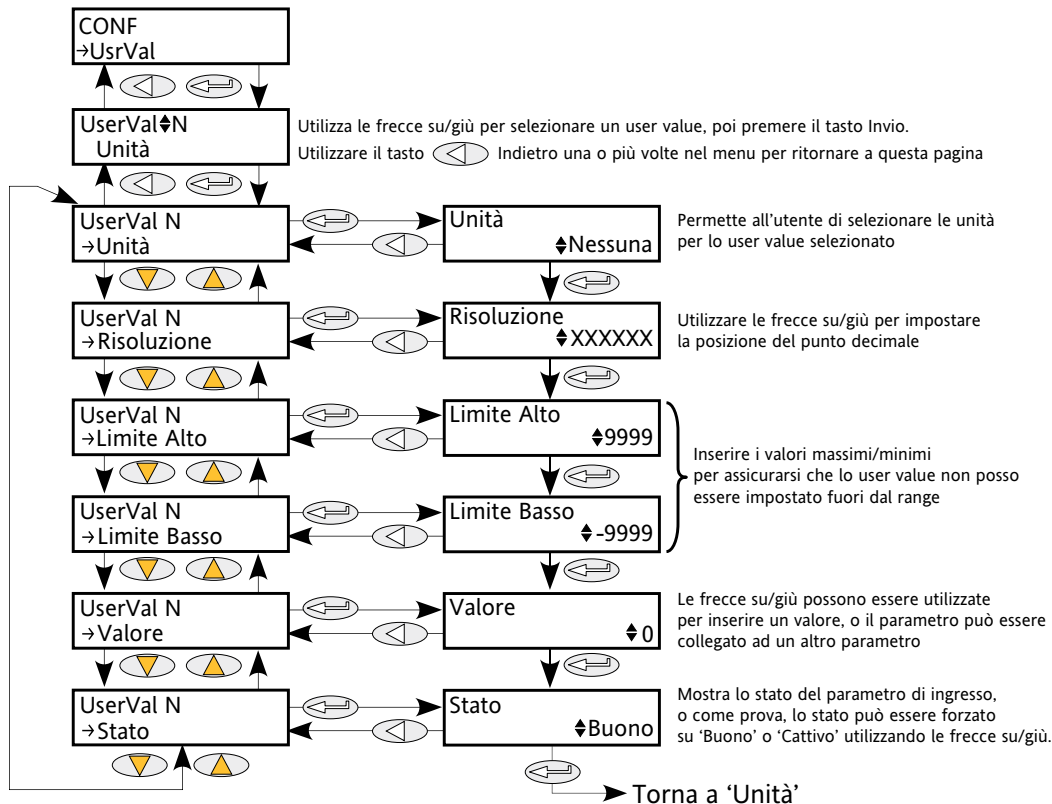 CONF
→UsrVal
UserVal♦N
Unità
Utilizza le frecce su/giù per selezionare un user value, poi premere il tasto Invio.
Utilizzare il tasto Indietro una o più volte nel menu per ritornare a questa pagina
UserVal N
→Unità
Unità
♦Nessuna
Permette all'utente di selezionare le unità
per lo user value selezionato
UserVal N
→Risoluzione
Risoluzione
♦XXXXXX
Utilizzare le frecce su/giù per impostare
la posizione del punto decimale
UserVal N
→Limite Alto
Limite Alto
♦9999
UserVal N
→Limite Basso
Limite Basso
♦-9999
Inserire i valori massimi/minimi
per assicurarsi che lo user value non posso
essere impostato fuori dal range
UserVal N
→Valore
Valore
♦0
Le frecce su/giù possono essere utilizzate
per inserire un valore, o il parametro può essere
collegato ad un altro parametro
UserVal N
→Stato
Stato
♦Buono
Mostra lo stato del parametro di ingresso,
o come prova, lo stato può essere forzato
su ‘Buono’ o ‘Cattivo’ utilizzando le frecce su/giù.
Torna a ‘Unità’